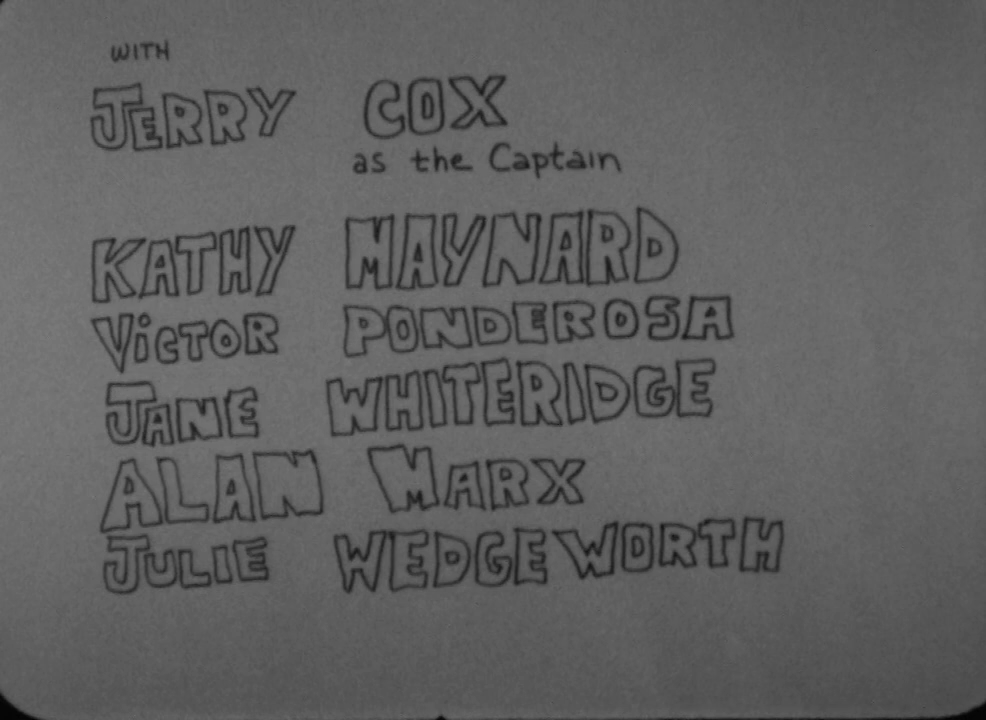 WITH
JERRY COX
as the Captain
KATHY MAYNARD
VICTOR PONDEROSA
JANE WHITERIDGE
ALAN MARX
JULIE WEDGEWORTH